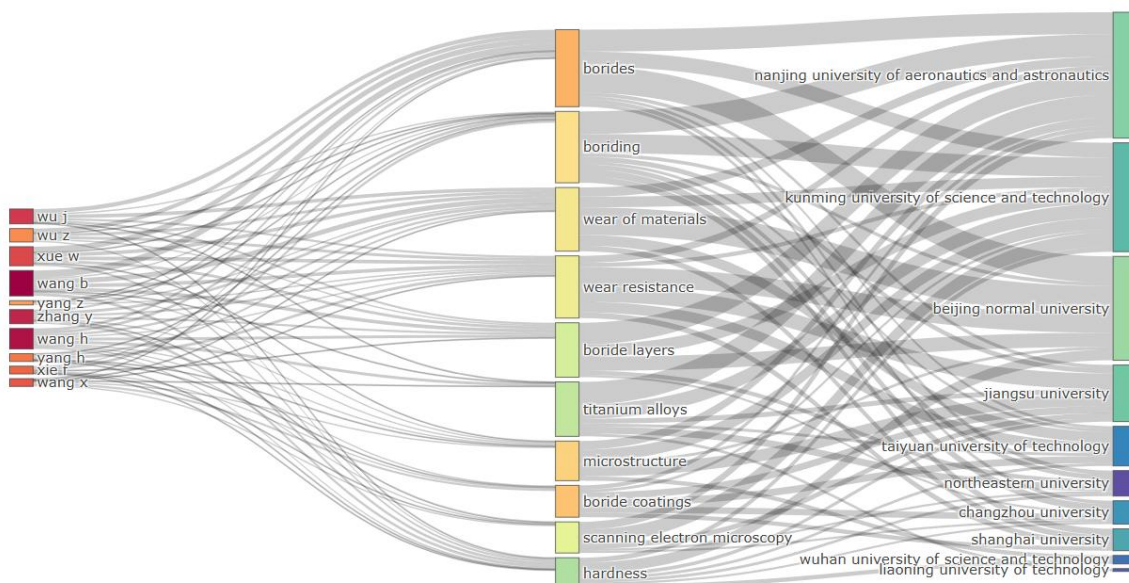 wu j
wu z
xue w
wang b
yang z
zhang y
wang h
yang h
xie f
wang x
borides
boriding
wear of materials
wear resistance
boride layers
titanium alloys
microstructure
boride coatings
scanning electron microscopy
hardness
nanjing university of aeronautics and astronautics
kunming university of science and technology
beijing normal university
jiangsu university
taiyuan university of technology
northeastern university
changzhou university
shanghai university
wuhan university of science and technology
liaoning university of technology